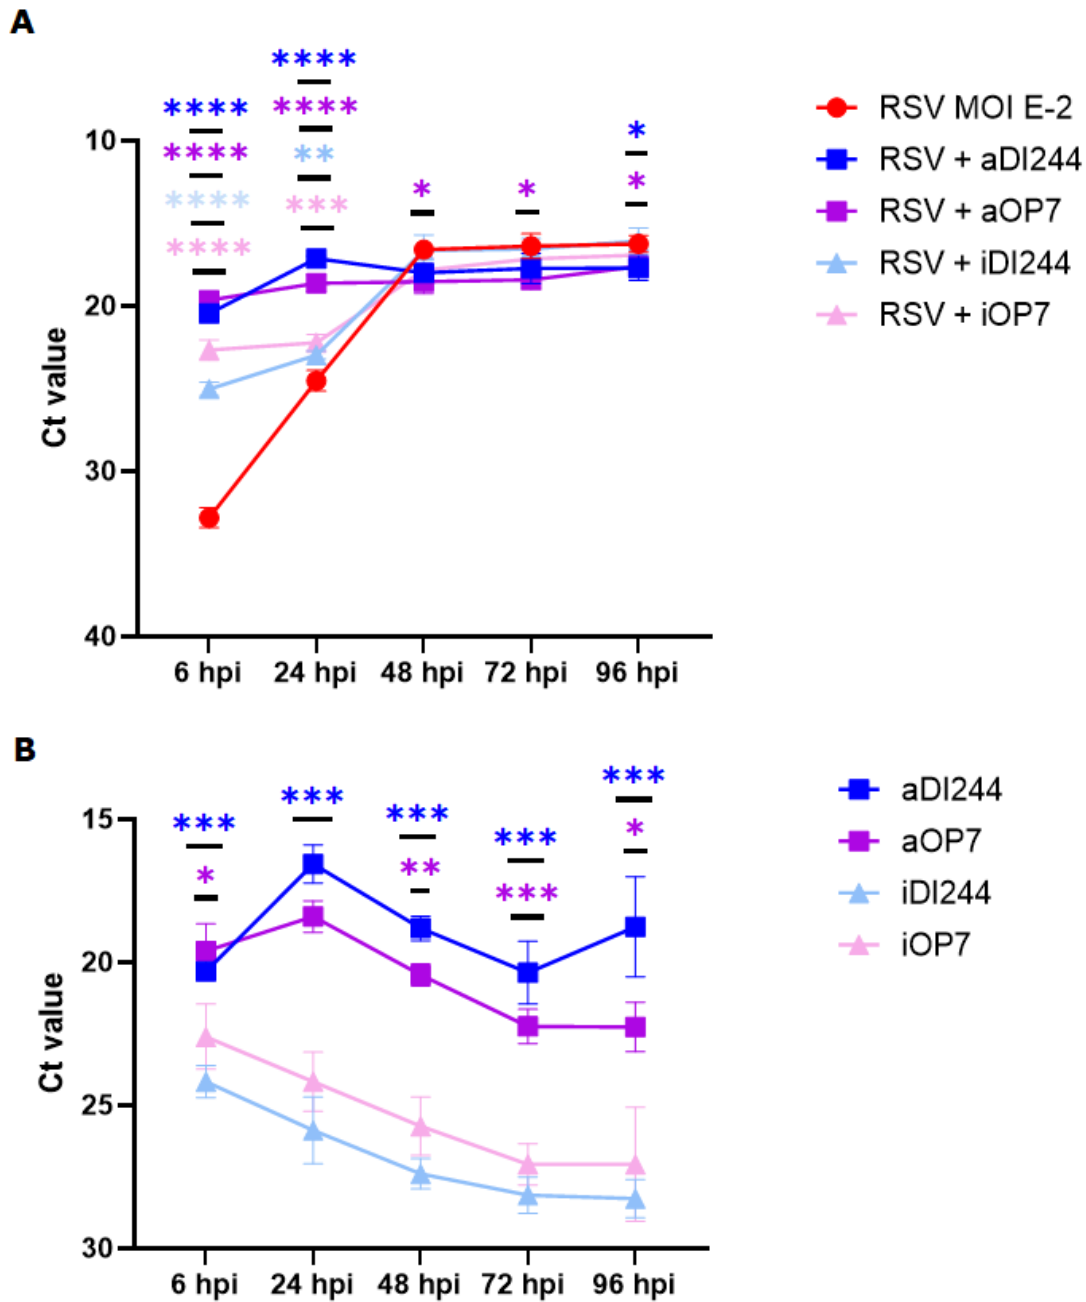 A
****
****
****
****
****
****
**
***
*
*
*
*
10
20
30
40
Ct value
6 hpi 24 hpi 48 hpi 72 hpi 96 hpi
RSV MOI E-2
RSV + aDI244
RSV + aOP7
RSV + iDI244
RSV + iOP7
B
***
*
***
***
**
***
***
***
*
15
20
25
30
Ct value
6 hpi 24 hpi 48 hpi 72 hpi 96 hpi
aDI244
aOP7
iDI244
iOP7